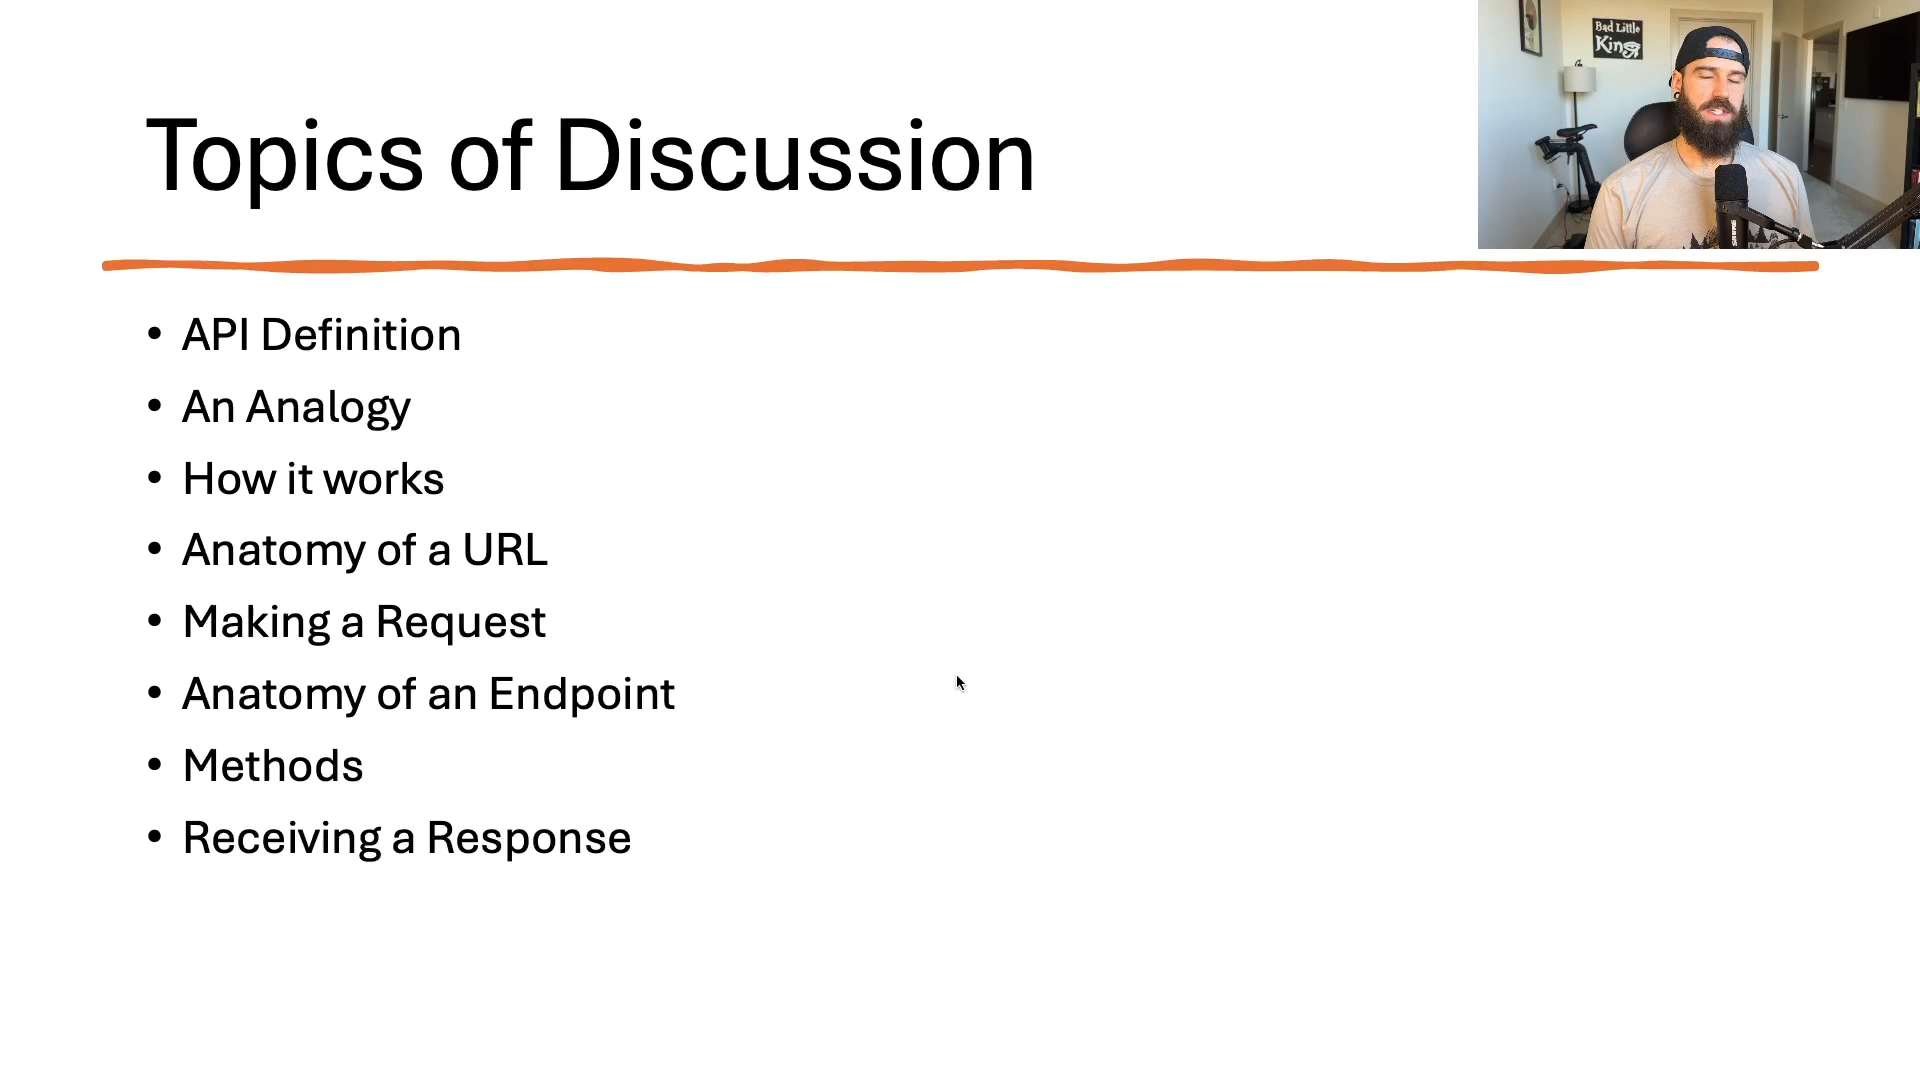 Topics of Discussion
Bad Little
King
• API Definition
• An Analogy
• How it works
• Anatomy of a URL
• Making a Request
• Anatomy of an Endpoint
• Methods
• Receiving a Response